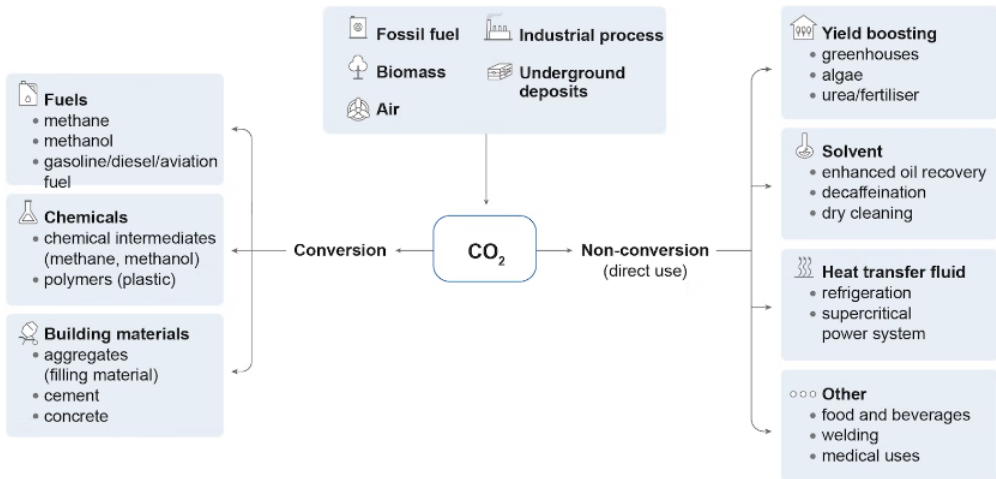 Fossil fuel
Industrial process
Biomass
Underground
deposits
Air
Fuels
• methane
• methanol
• gasoline/diesel/aviation
fuel
Chemicals
• chemical intermediates
(methane, methanol)
• polymers (plastic)
Building materials
• aggregates
(filling material)
• cement
• concrete
Conversion
CO₂
Non-conversion
(direct use)
Yield boosting
• greenhouses
• algae
• urea/fertiliser
Solvent
• enhanced oil recovery
• decaffeination
• dry cleaning
Heat transfer fluid
• refrigeration
• supercritical
power system
Other
• food and beverages
• welding
• medical uses